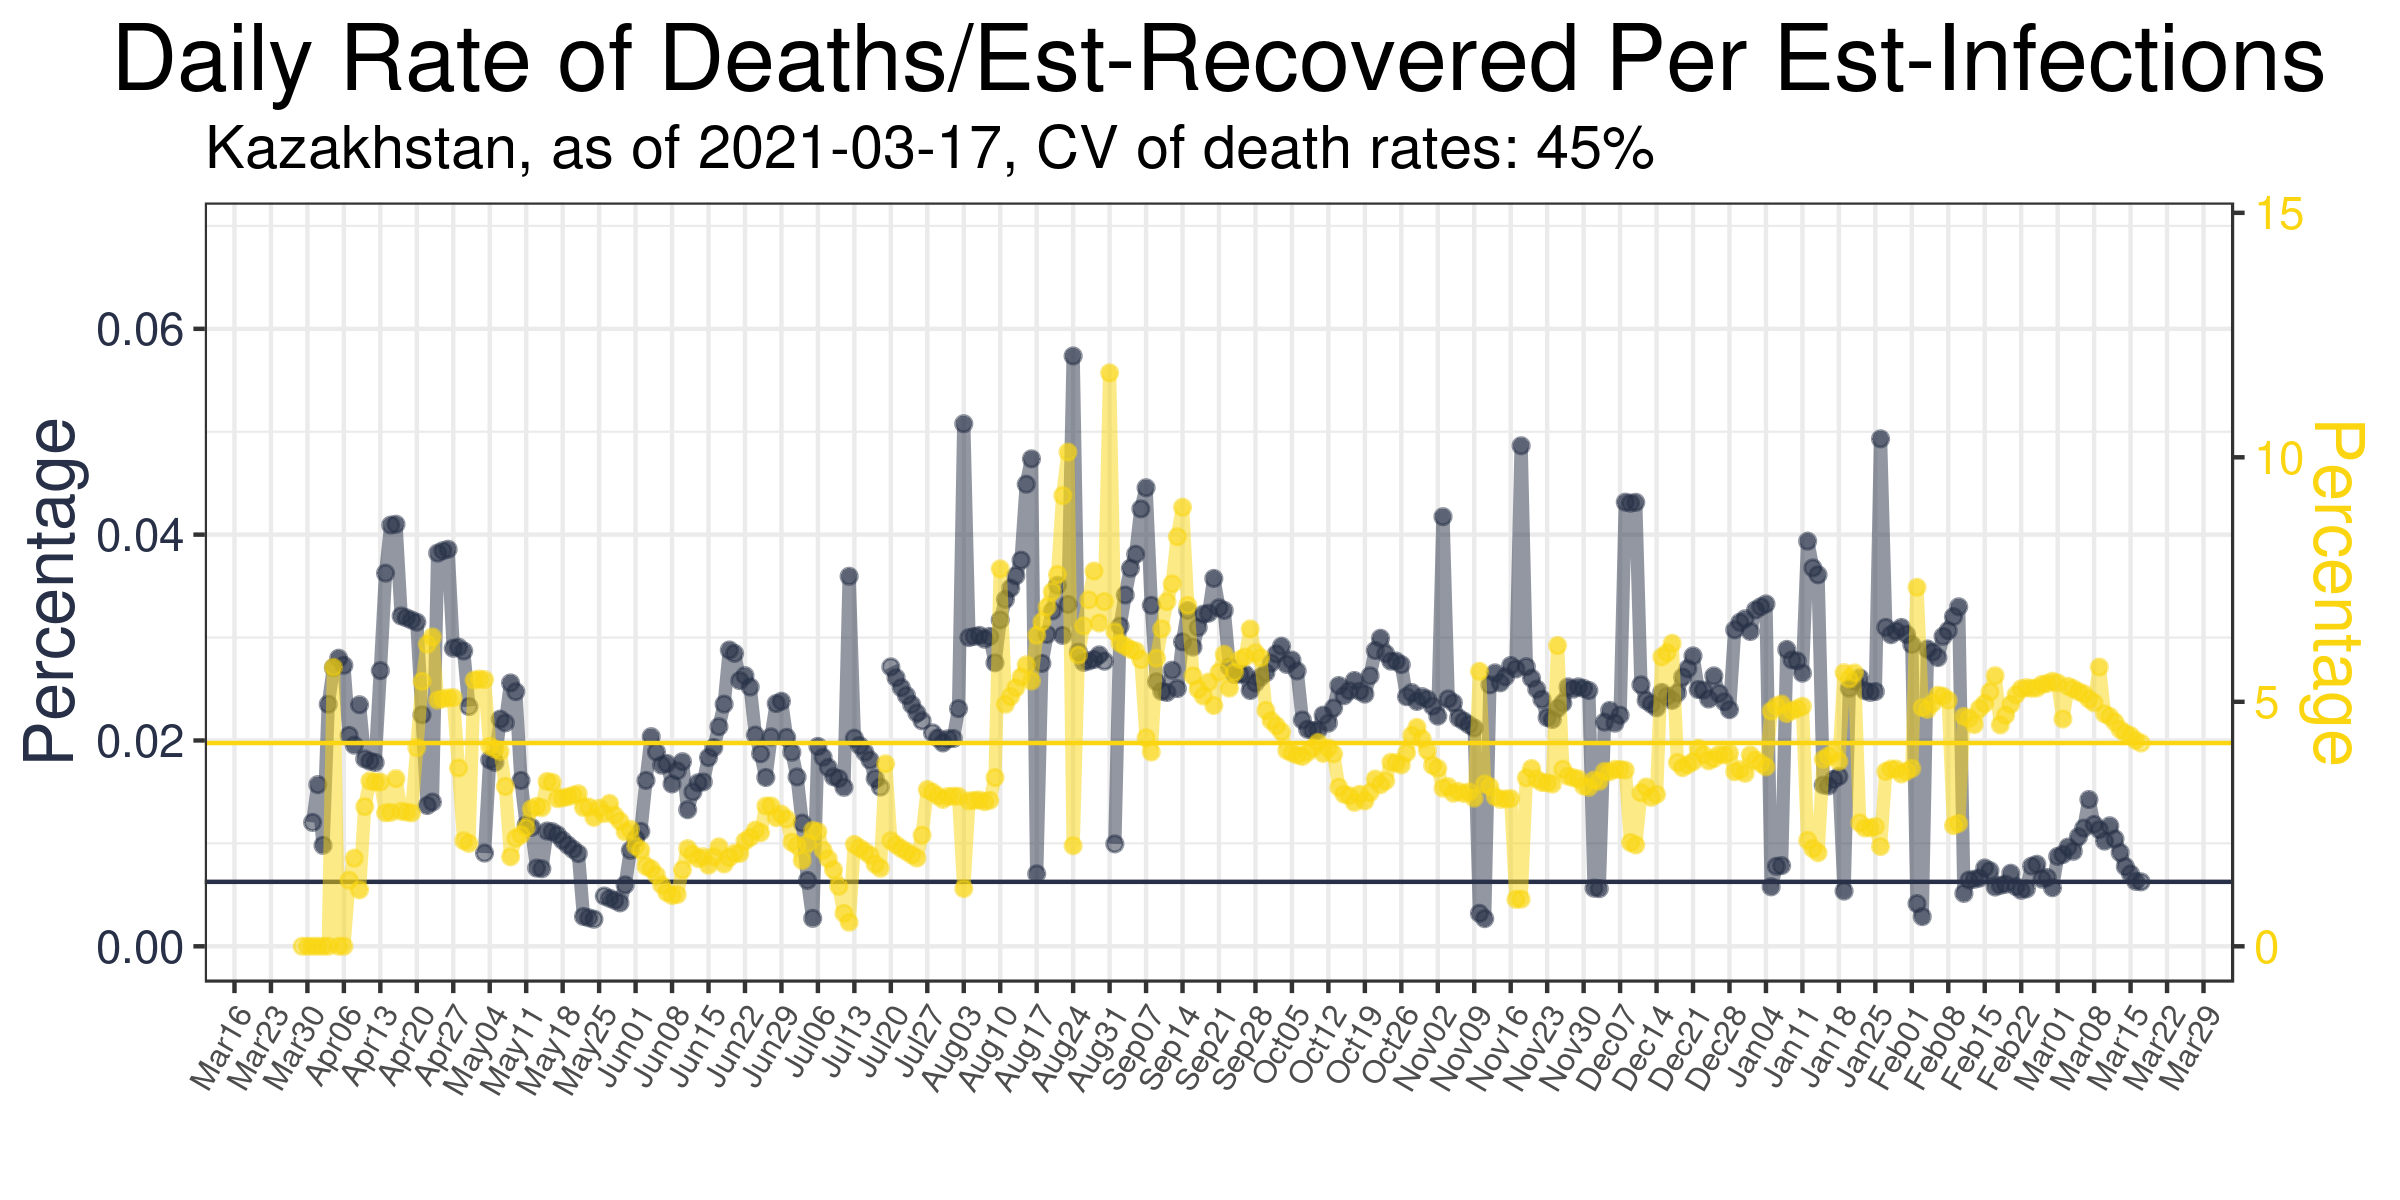 Daily Rate of Deaths/Est-Recovered Per Est-Infections
Kazakhstan, as of 2021-03-17, CV of death rates: 45%
Percentage
0.06
0.04
0.02
0.00
15
10
5
0
Percentage
Mar16
Mar23
Mar30
Apr06
Apr13
Apr20
Apr27
May04
May11
May18
May25
Jun01
Jun08
Jun15
Jun22
Jun29
Jul06
Jul13
Jul20
Jul27
Aug03
Aug10
Aug17
Aug24
Aug31
Sep07
Sep14
Sep21
Sep28
Oct05
Oct12
Oct19
Oct26
Nov02
Nov09
Nov16
Nov23
Nov30
Dec07
Dec14
Dec21
Dec28
Jan04
Jan11
Jan18
Jan25
Feb01
Feb08
Feb15
Feb22
Mar01
Mar08
Mar15
Mar22
Mar29